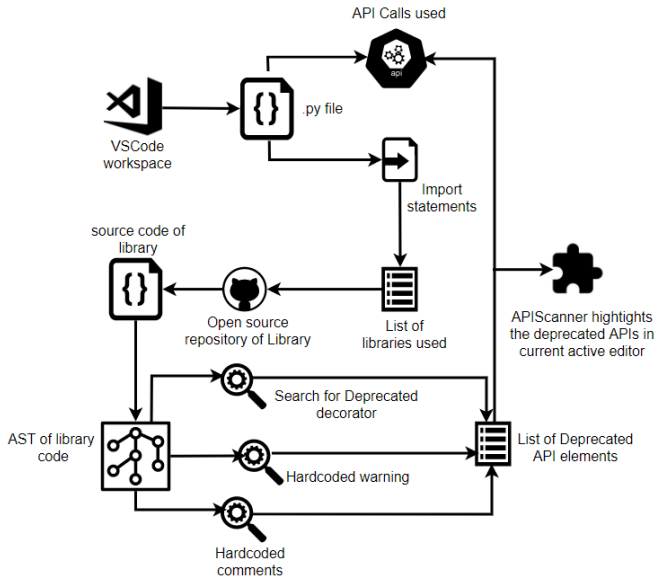 API Calls used
api
.py file
VSCode
workspace
Import
statements
source code of
library
Open source
repository of Library
List of
libraries used
APIScanner hightlights
the deprecated APIs in
current active editor
Search for Deprecated
decorator
AST of library
code
Hardcoded warning
List of Deprecated
API elements
Hardcoded
comments